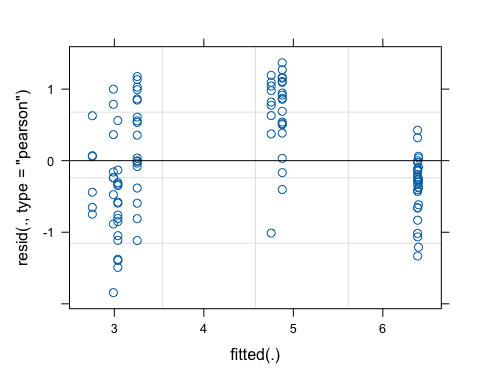 resid(., type = "pearson")
1
0
-1
3 4 5 6
fitted(.)